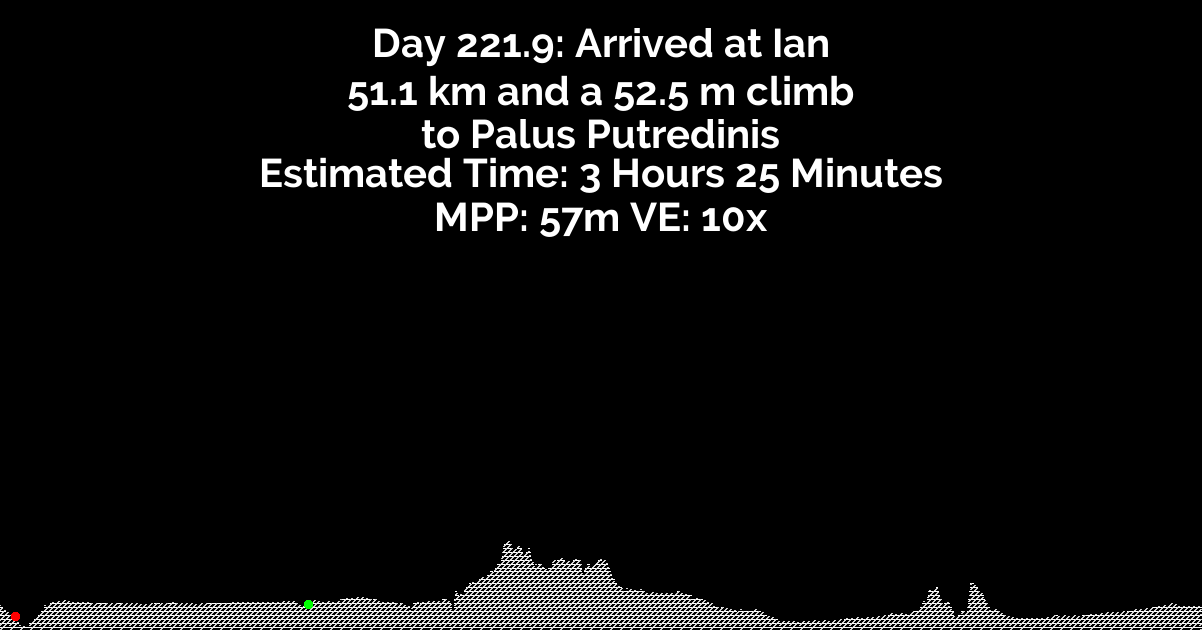 Day 221.9: Arrived at Ian
51.1 km and a 52.5 m climb
to Palus Putredinis
Estimated Time: 3 Hours 25 Minutes
MPP: 57m VE: 10x